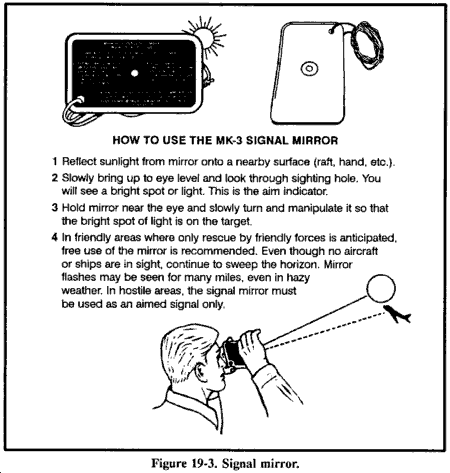 HOW TO USE THE MK-3 SIGNAL MIRROR
1 Reflect sunlight from mirror onto a nearby surface (raft, hand, etc.).
2 Slowly bring up to eye level and look through sighting hole. You
will see a bright spot or light. This is the aim indicator.
3 Hold mirror near the eye and slowly turn and manipulate it so that
the bright spot of light is on the target.
4 In friendly areas where only rescue by friendly forces is anticipated,
free use of the mirror is recommended. Even though no aircraft
or ships are in sight, continue to sweep the horizon. Mirror
flashes may be seen for many miles, even in hazy
weather. In hostile areas, the signal mirror must
be used as an aimed signal only.
Figure 19-3. Signal mirror.